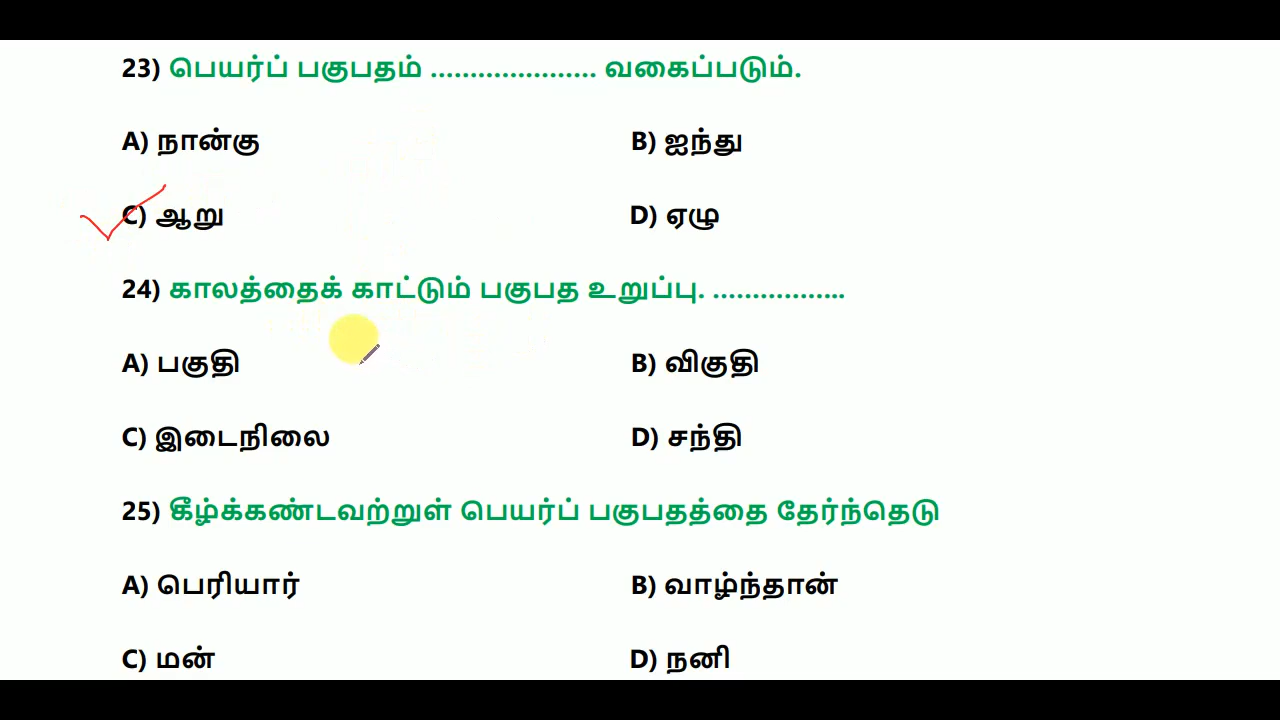 23) பெயர்ப் பகுபதம் ..................... வகைப்படும்.
A) நான்கு B) ஐந்து
C) ஆறு D) ஏழு
24) காலத்தைக் காட்டும் பகுபத உறுப்பு. .................
A) பகுதி B) விகுதி
C) இடைநிலை D) சந்தி
25) கீழ்க்கண்டவற்றுள் பெயர்ப் பகுபதத்தை தேர்ந்தெடு
A) பெரியார் B) வாழ்ந்தான்
C) மன் D) நனி